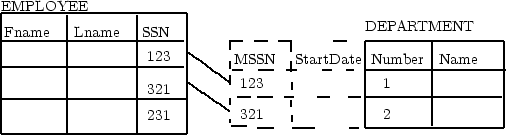 EMPLOYEE
DEPARTMENT
Fname Lname SSN
MSSN StartDate Number Name
123
123 1
321
321 2
231